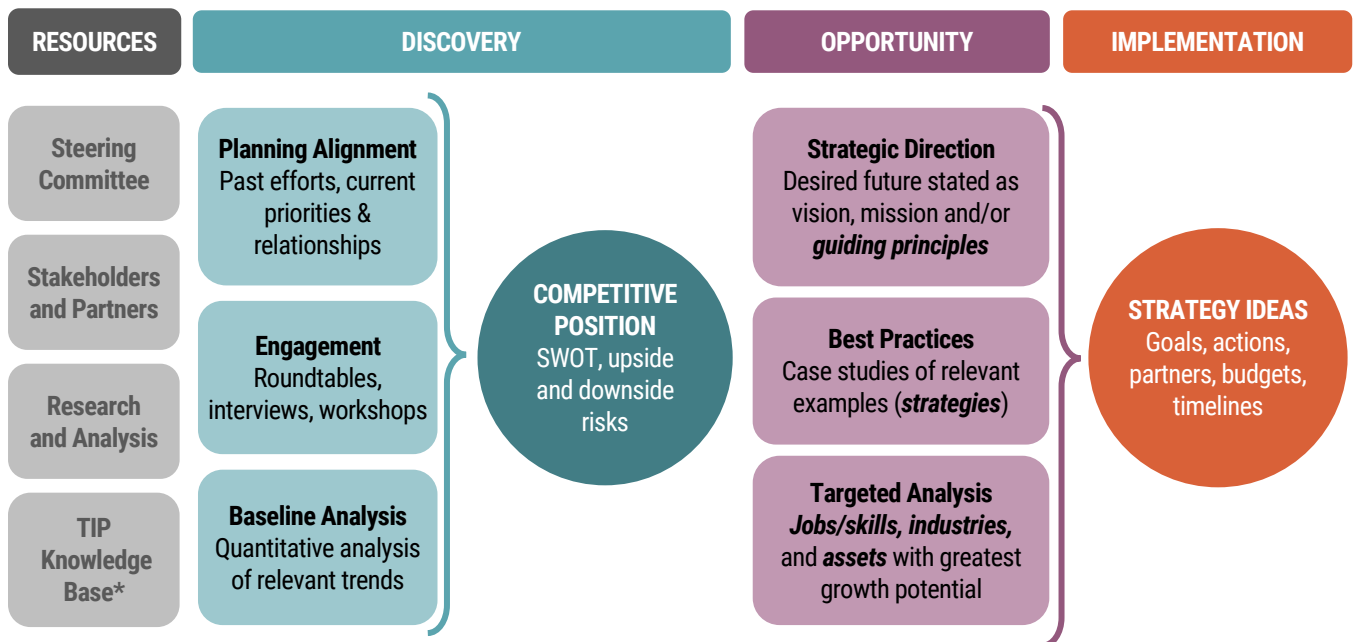 RESOURCES
DISCOVERY
OPPORTUNITY
IMPLEMENTATION
Steering
Committee
Stakeholders
and Partners
Research
and Analysis
TIP
Knowledge
Base*
Planning Alignment
Past efforts, current
priorities &
relationships
Engagement
Roundtables,
interviews, workshops
Baseline Analysis
Quantitative analysis
of relevant trends
COMPETITIVE
POSITION
SWOT, upside
and downside
risks
Strategic Direction
Desired future stated as
vision, mission and/or
guiding principles
Best Practices
Case studies of relevant
examples (strategies)
Targeted Analysis
Jobs/skills, industries,
and assets with greatest
growth potential
STRATEGY IDEAS
Goals, actions,
partners, budgets,
timelines